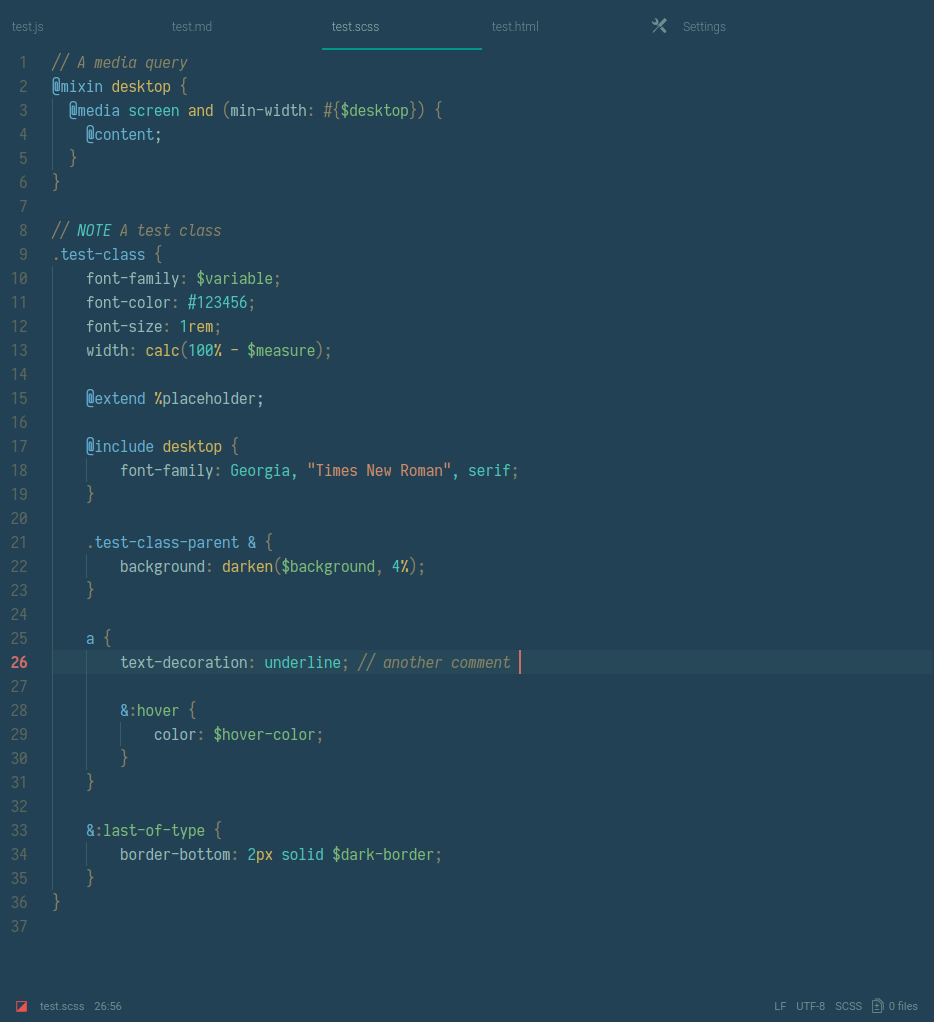 test.js test.md test.scss test.html Settings
1 // A media query
2 @mixin desktop {
3   @media screen and (min-width: #{$desktop}) {
4     @content;
5   }
6 }
7
8 // NOTE A test class
9 .test-class {
10     font-family: $variable;
11     font-color: #123456;
12     font-size: 1rem;
13     width: calc(100% - $measure);
14
15     @extend %placeholder;
16
17     @include desktop {
18         font-family: Georgia, "Times New Roman", serif;
19     }
20
21     .test-class-parent & {
22         background: darken($background, 4%);
23     }
24
25     a {
26         text-decoration: underline; // another comment
27
28         &:hover {
29             color: $hover-color;
30         }
31     }
32
33     &:last-of-type {
34         border-bottom: 2px solid $dark-border;
35     }
36 }
37
test.scss 26:56 LF UTF-8 SCSS 0 files